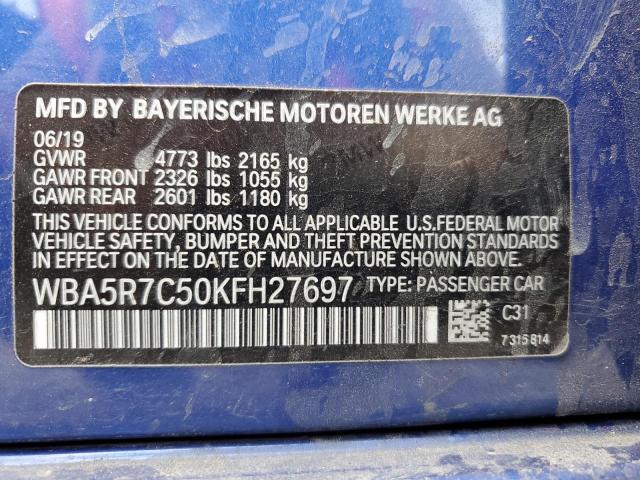 MFD BY BAYERISCHE MOTOREN WERKE AG
06/19
GVWR 4773 lbs 2165 kg
GAWR FRONT 2326 lbs 1055 kg
GAWR REAR 2601 lbs 1180 kg
THIS VEHICLE CONFORMS TO ALL APPLICABLE U.S.FEDERAL MOTOR
VEHICLE SAFETY, BUMPER AND THEFT PREVENTION STANDARDS
IN EFFECT ON THE DATE OF MANUFACTURE SHOWN ABOVE.
WBA5R7C50KFH27697 TYPE: PASSENGER CAR
C31
7315814